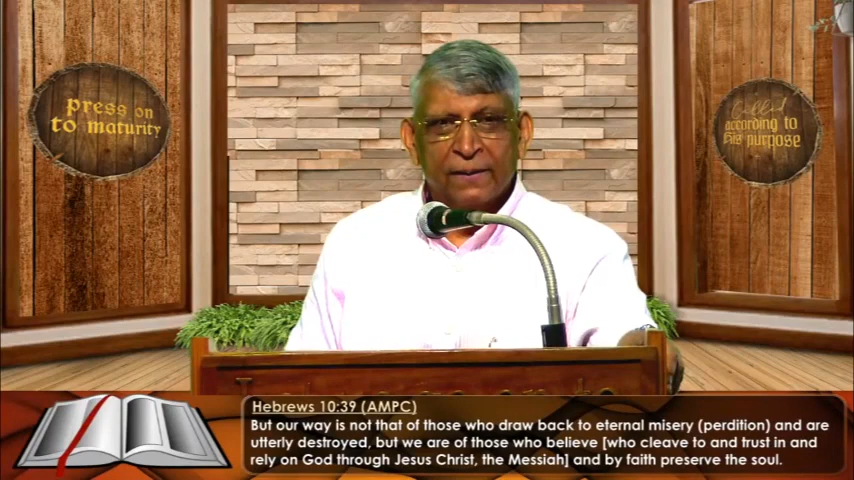 press on
to maturity
called
according to
His purpose
Hebrews 10:39 (AMPC)
But our way is not that of those who draw back to eternal misery (perdition) and are
utterly destroyed, but we are of those who believe [who cleave to and trust in and
rely on God through Jesus Christ, the Messiah] and by faith preserve the soul.